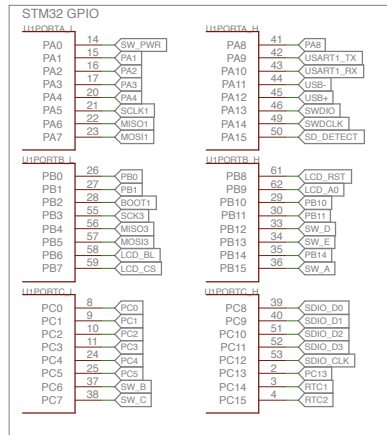 STM32 GPIO
U1PORTA_L
PA0 14 SW_PWR
PA1 15 PA1
PA2 16 PA2
PA3 17 PA3
PA4 20 PA4
PA5 21 SCLK1
PA6 22 MISO1
PA7 23 MOSI1
U1PORTA_H
PA8 41 PA8
PA9 42 USART1_TX
PA10 43 USART1_RX
PA11 44 USB-
PA12 45 USB+
PA13 46 SWDIO
PA14 49 SWDCLK
PA15 50 SD_DETECT
U1PORTB_L
PB0 26 PB0
PB1 27 PB1
PB2 28 BOOT1
PB3 55 SCK3
PB4 56 MISO3
PB5 57 MOSI3
PB6 58 LCD_BL
PB7 59 LCD_CS
U1PORTB_H
PB8 61 LCD_RST
PB9 62 LCD_A0
PB10 29 PB10
PB11 30 PB11
PB12 33 SW_D
PB13 34 SW_E
PB14 35 PB14
PB15 36 SW_A
U1PORTC_L
PC0 8 PC0
PC1 9 PC1
PC2 10 PC2
PC3 11 PC3
PC4 24 PC4
PC5 25 PC5
PC6 37 SW_B
PC7 38 SW_C
U1PORTC_H
PC8 39 SDIO_D0
PC9 40 SDIO_D1
PC10 51 SDIO_D2
PC11 52 SDIO_D3
PC12 53 SDIO_CLK
PC13 2 PC13
PC14 3 RTC1
PC15 4 RTC2